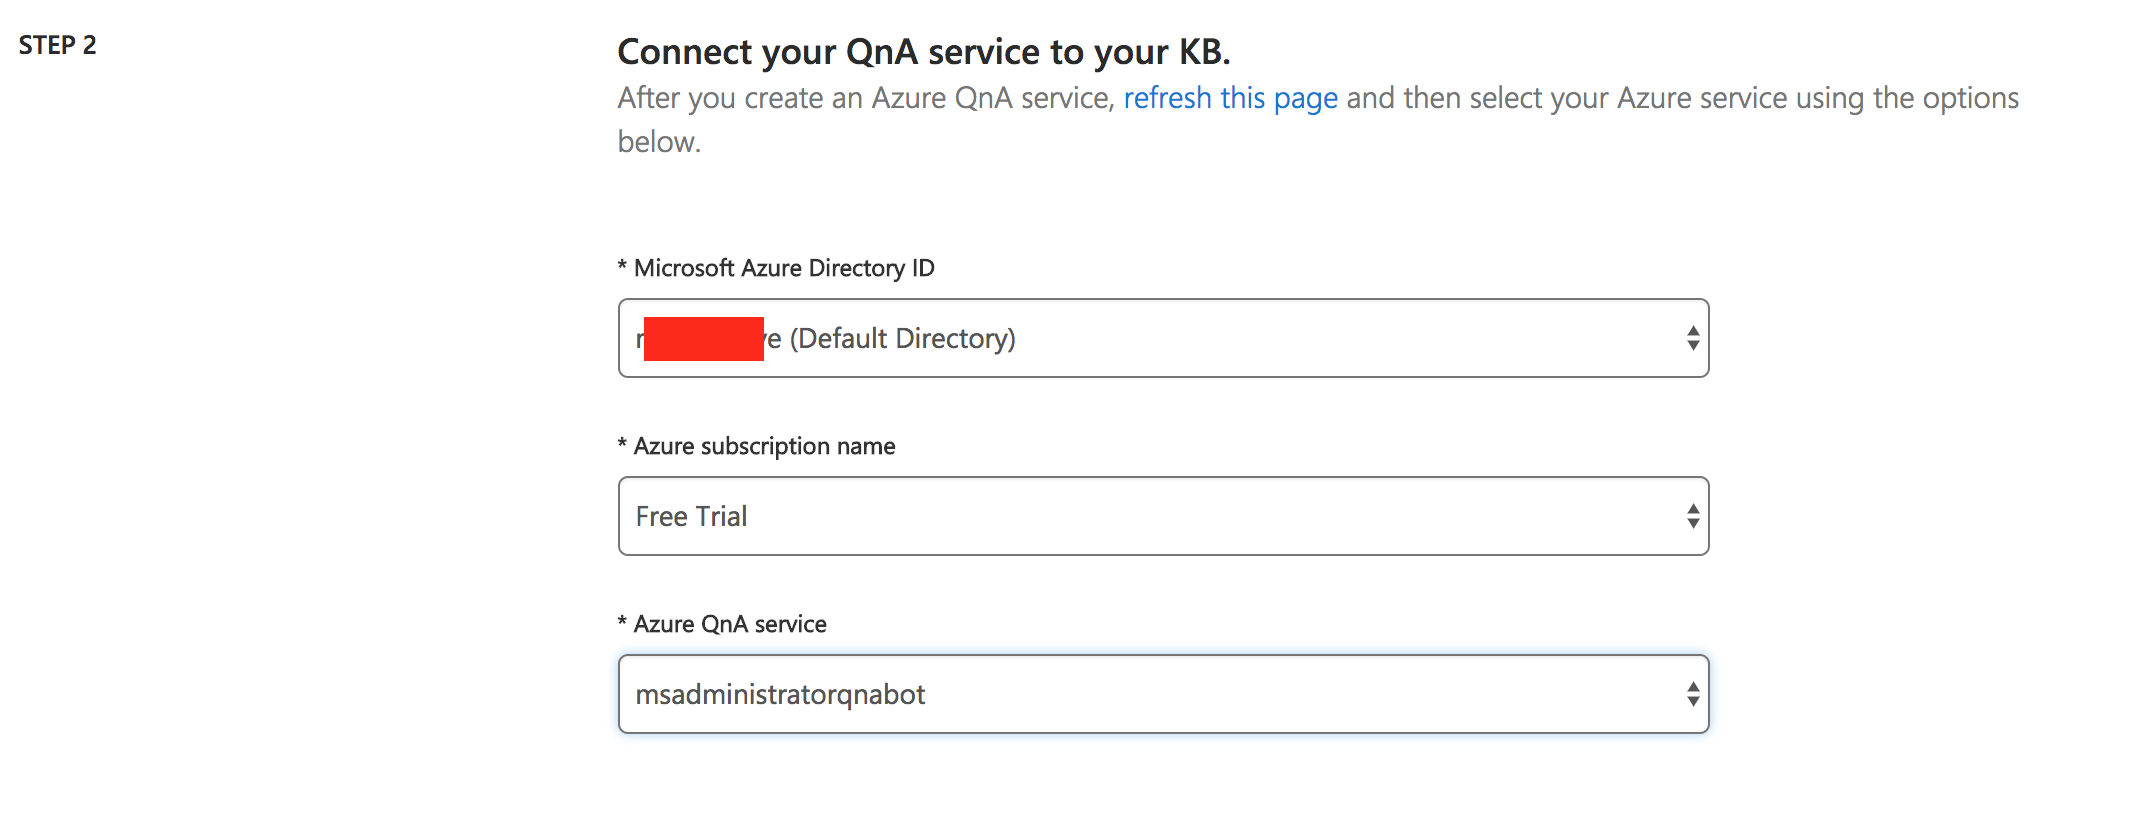 STEP 2
Connect your QnA service to your KB.
After you create an Azure QnA service, refresh this page and then select your Azure service using the options
below.
* Microsoft Azure Directory ID
(Default Directory)
* Azure subscription name
Free Trial
* Azure QnA service
msadministratorqnabot